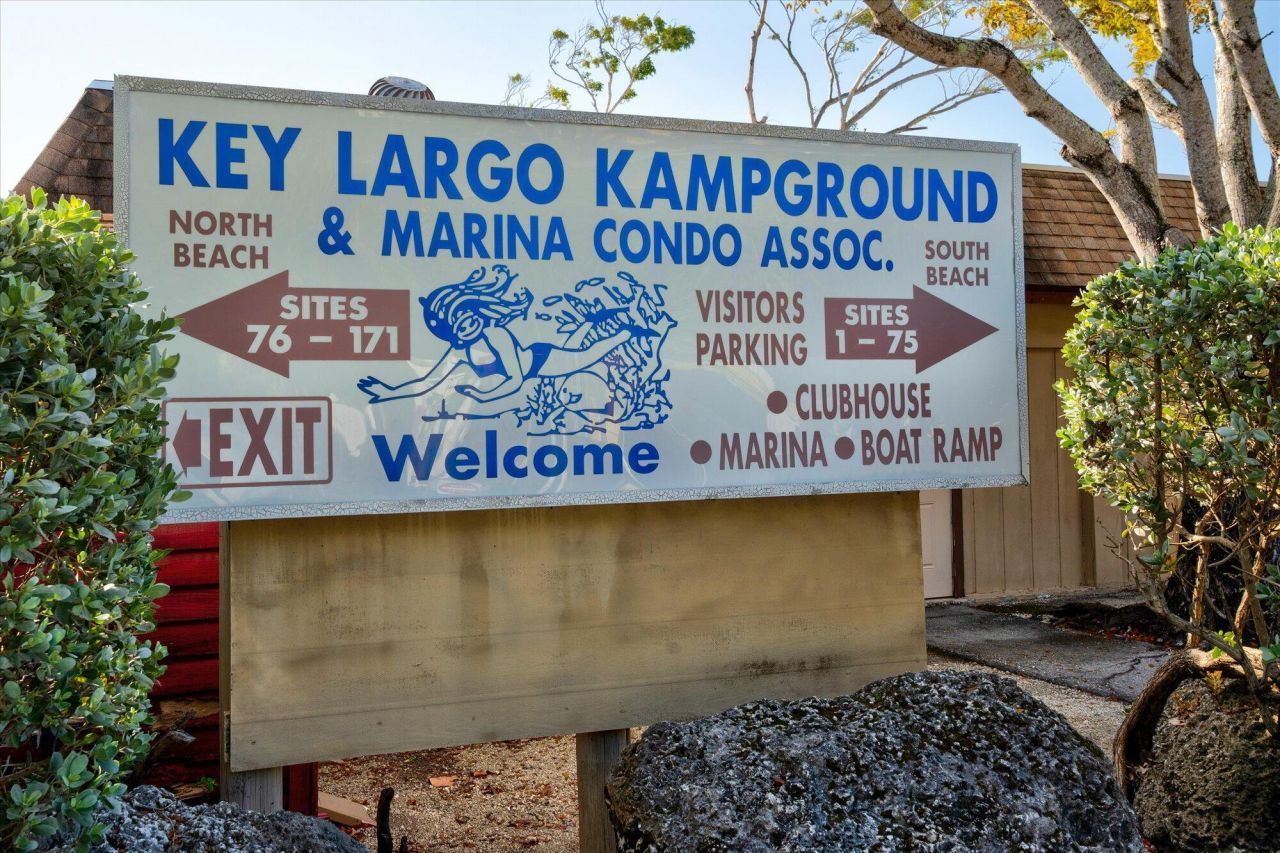 KEY LARGO KAMPGROUND
& MARINA CONDO ASSOC.
NORTH
BEACH
SITES
76 – 171
EXIT
Welcome
SOUTH
BEACH
VISITORS
PARKING
SITES
1 – 75
• CLUBHOUSE
• MARINA • BOAT RAMP